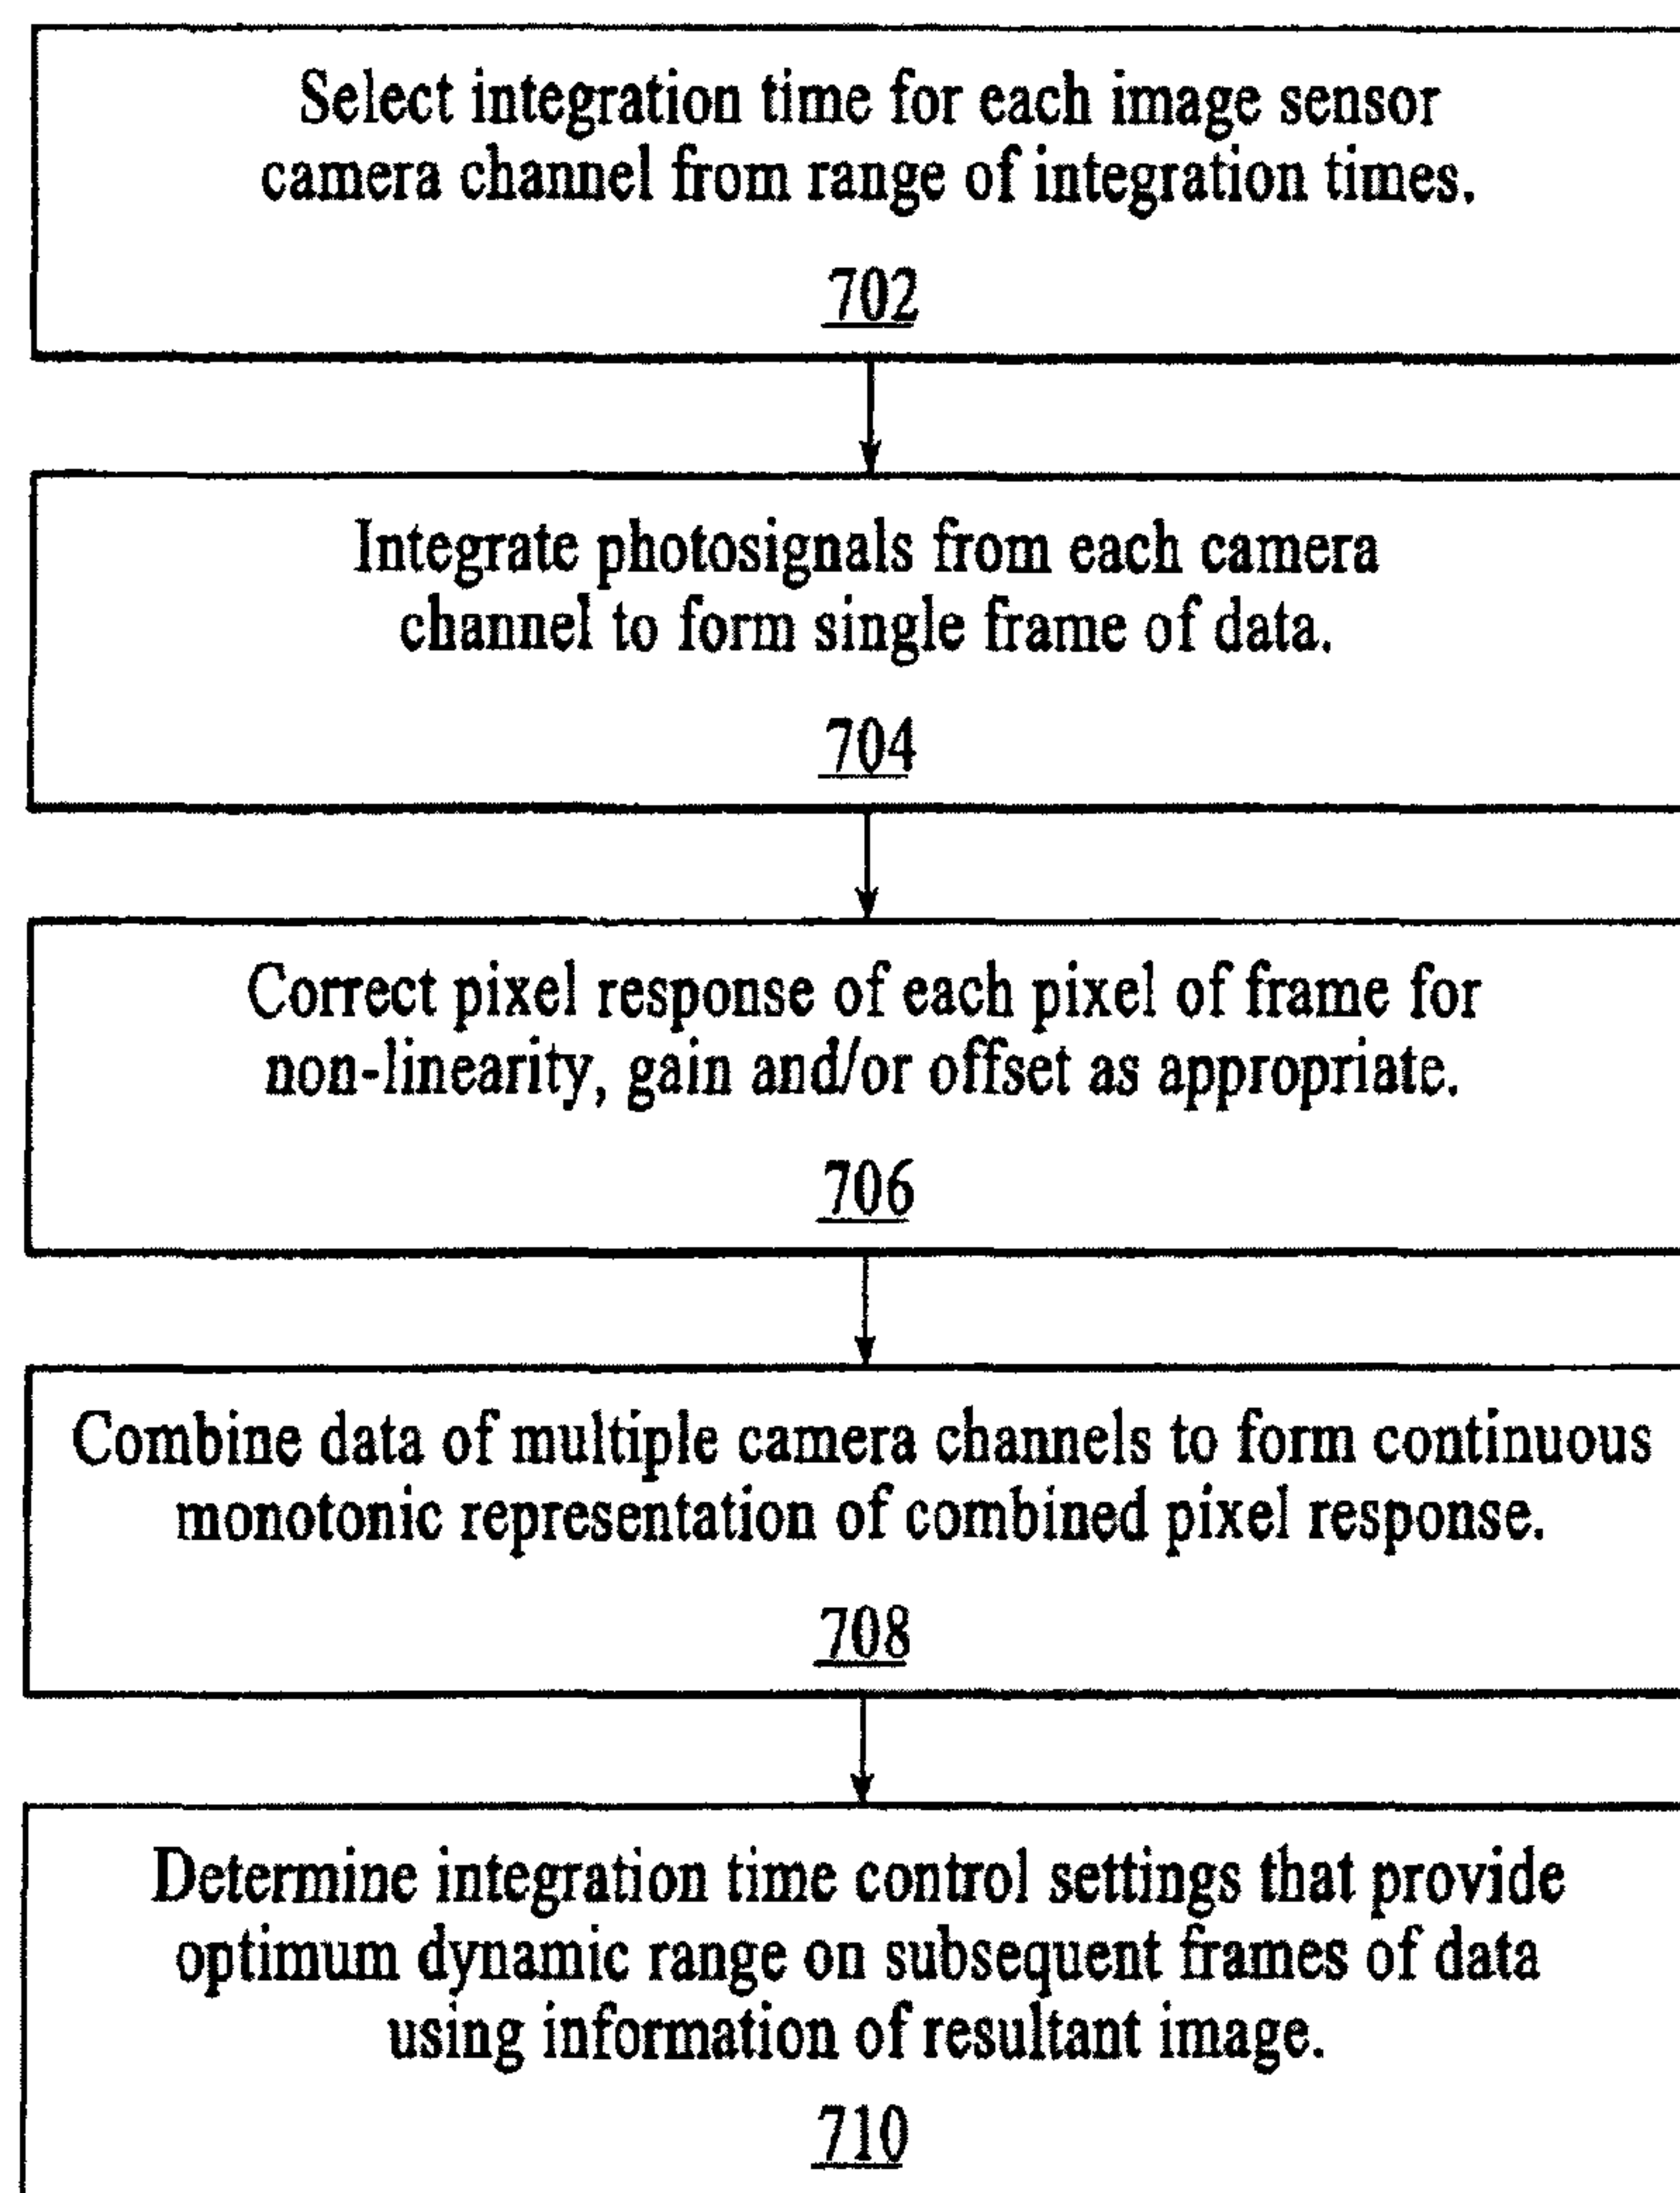 Select integration time for each image sensor
camera channel from range of integration times.
702
Integrate photosignals from each camera
channel to form single frame of data.
704
Correct pixel response of each pixel of frame for
non-linearity, gain and/or offset as appropriate.
706
Combine data of multiple camera channels to form continuous
monotonic representation of combined pixel response.
708
Determine integration time control settings that provide
optimum dynamic range on subsequent frames of data
using information of resultant image.
710